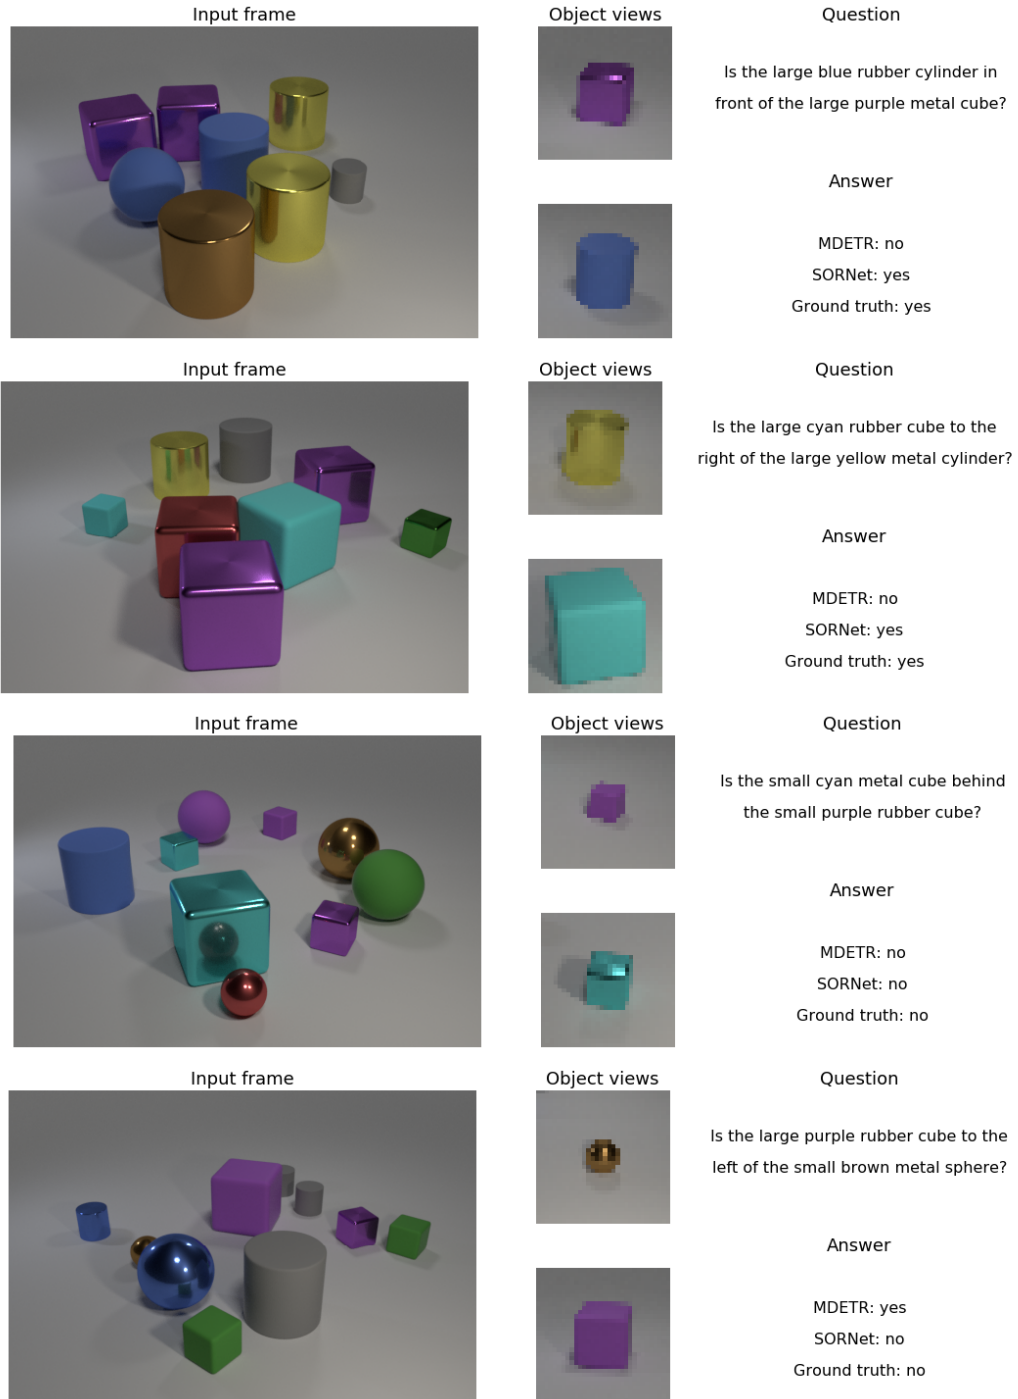 Input frame
Object views
Question
Is the large blue rubber cylinder in
front of the large purple metal cube?
Answer
MDETR: no
SORNet: yes
Ground truth: yes
Input frame
Object views
Question
Is the large cyan rubber cube to the
right of the large yellow metal cylinder?
Answer
MDETR: no
SORNet: yes
Ground truth: yes
Input frame
Object views
Question
Is the small cyan metal cube behind
the small purple rubber cube?
Answer
MDETR: no
SORNet: no
Ground truth: no
Input frame
Object views
Question
Is the large purple rubber cube to the
left of the small brown metal sphere?
Answer
MDETR: yes
SORNet: no
Ground truth: no